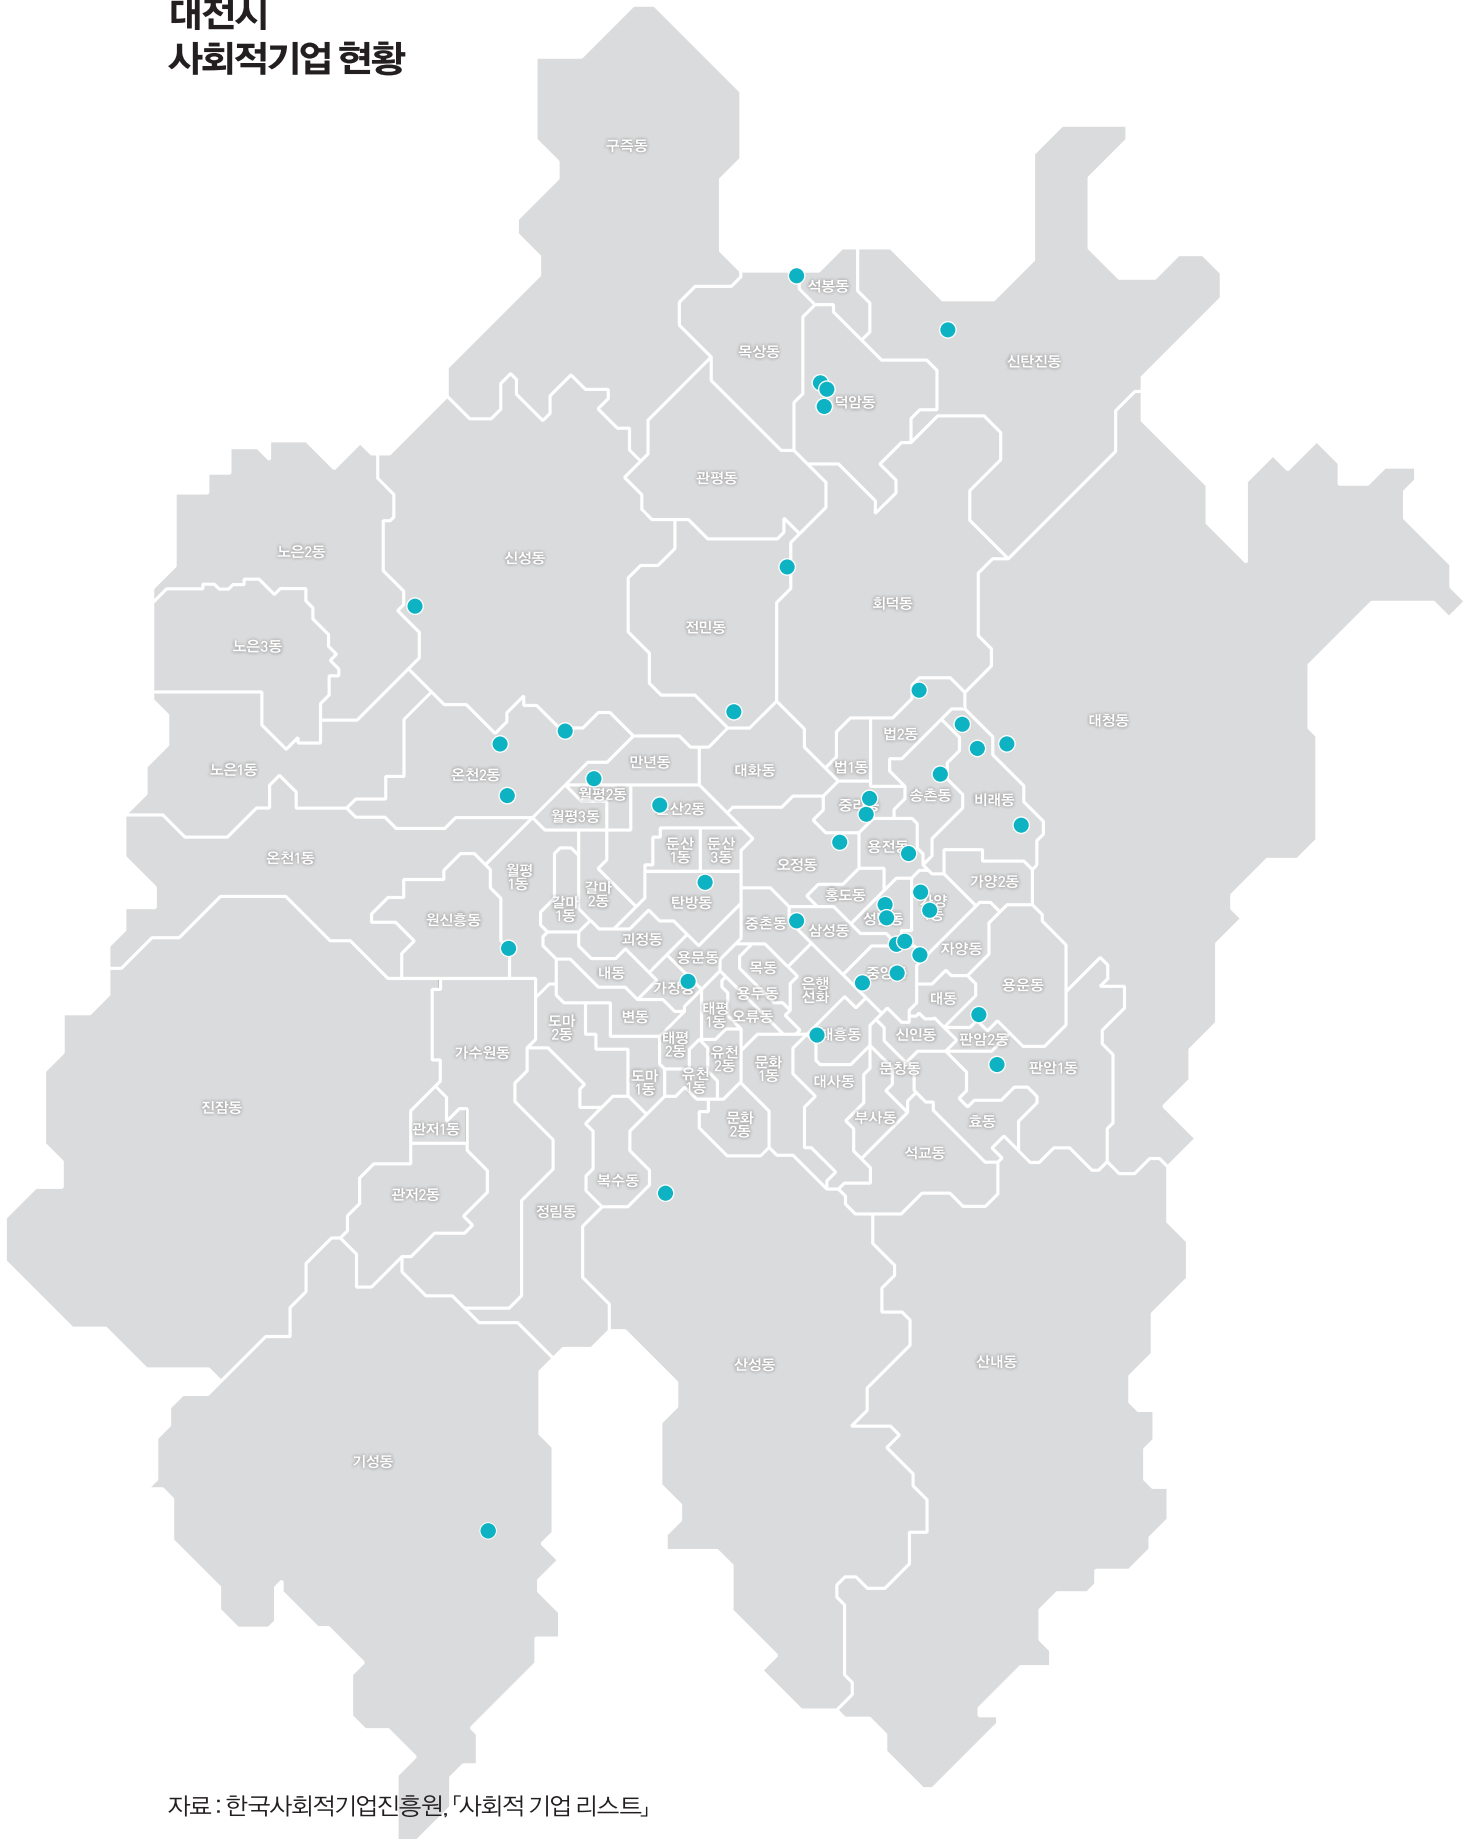 대전시
사회적기업 현황
구즉동
석봉동
목상동
신탄진동
덕암동
관평동
노은2동
신성동
회덕동
전민동
노은3동
대청동
법2동
만년동
노은1동
온천2동
대화동
법1동
월평2동
송촌동
비래동
월평3동
둔산
1동
둔산
3동
용전동
온천1동
오정동
월평
1동
가양2동
갈마
2동
홍도동
탄방동
갈마
1동
원신흥동
중촌동
삼성동
괴정동
자양동
용문동
목동
내동
은행
선화
용운동
용두동
대동
태평
1동
오류동
변동
도마
2동
신인동
태평
2동
판암2동
가수원동
유천
2동
문화
1동
문창동
판암1동
도마
1동
유천
1동
대사동
진잠동
부사동
문화
2동
효동
관저1동
석교동
복수동
관저2동
정림동
산성동
산내동
기성동
자료 : 한국사회적기업진흥원, 「사회적 기업 리스트」